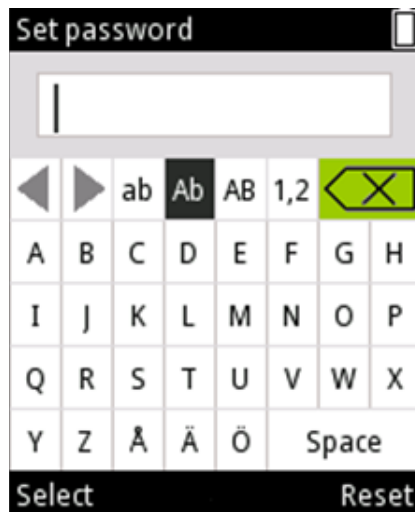 Set password
ab Ab AB 1,2
A B C D E F G H
I J K L M N O P
Q R S T U V W X
Y Z Å Ä Ö Space
Select Reset